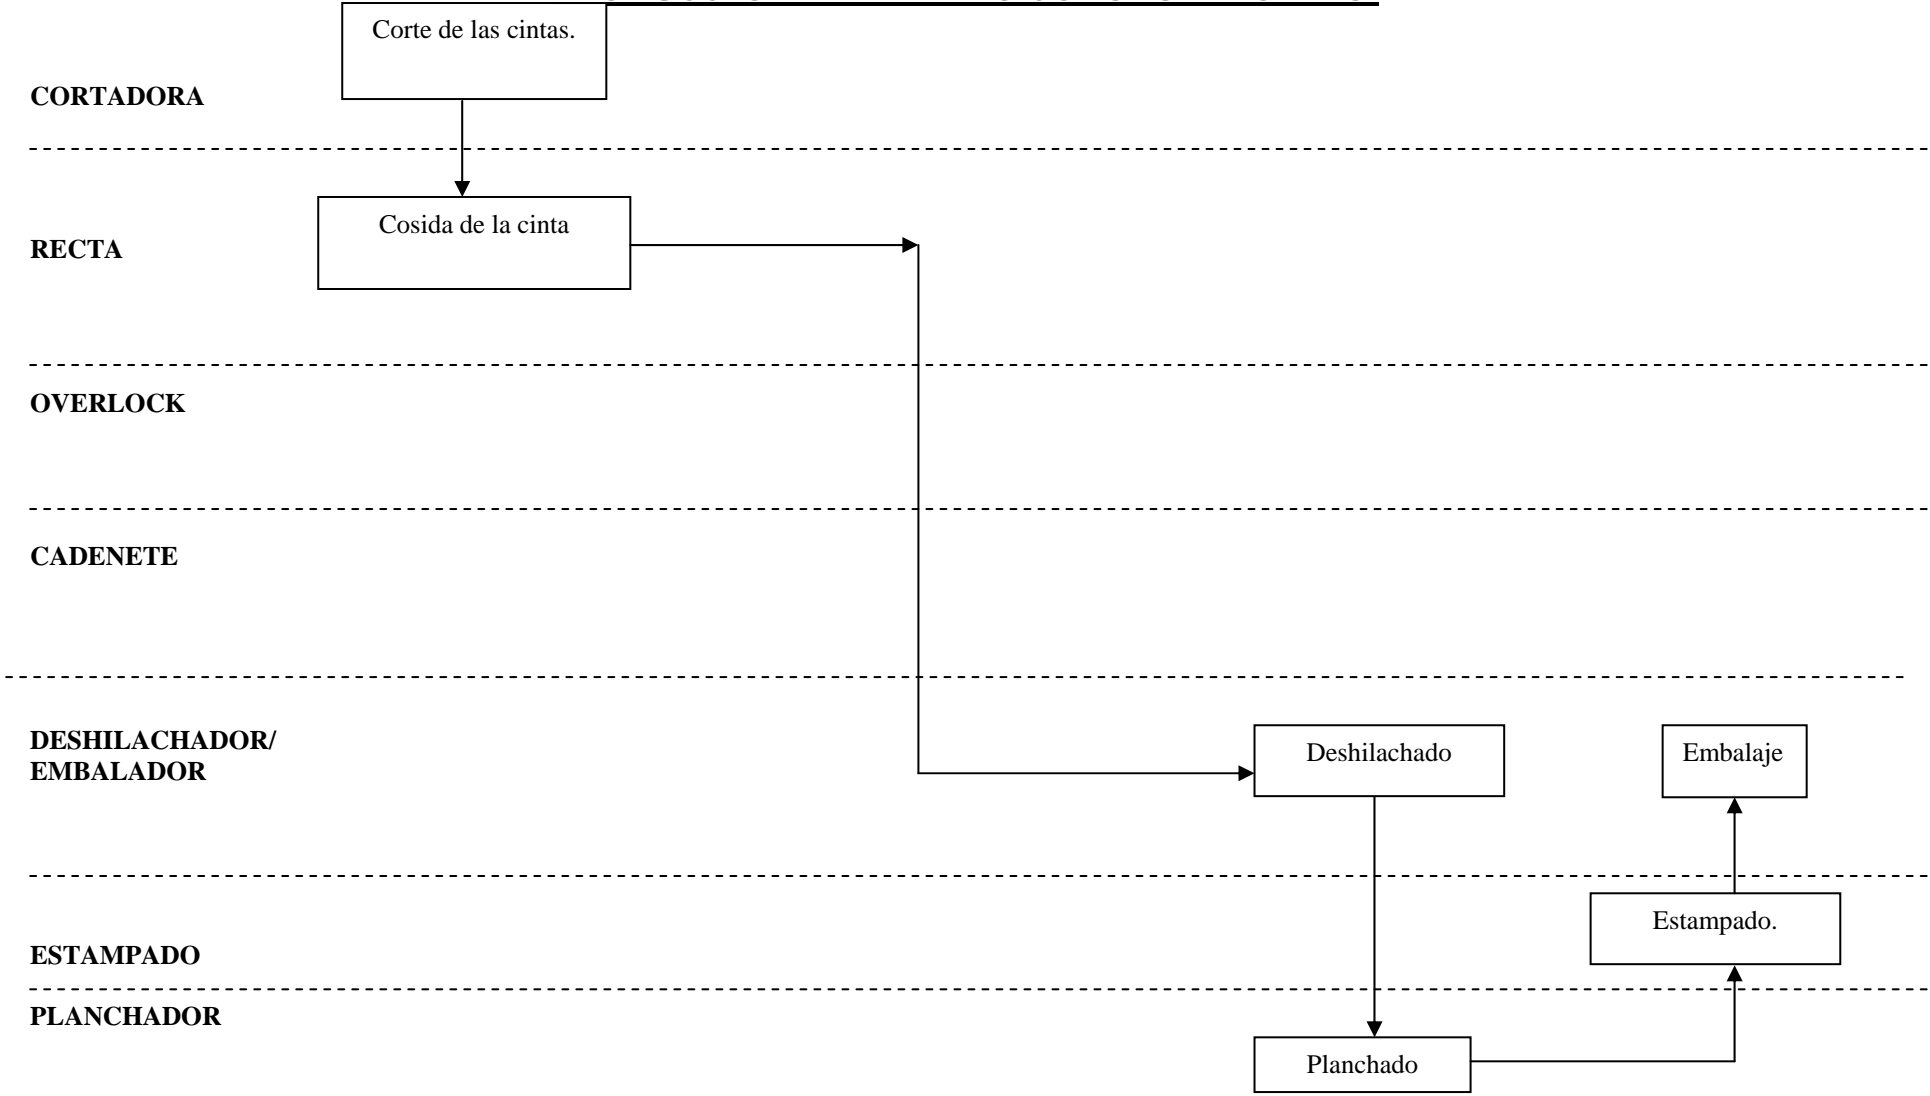 Corte de las cintas.
CORTADORA
Cosida de la cinta
RECTA
OVERLOCK
CADENETE
DESHILACHADOR/
EMBALADOR
Deshilachado
Embalaje
Estampado.
ESTAMPADO
PLANCHADOR
Planchado